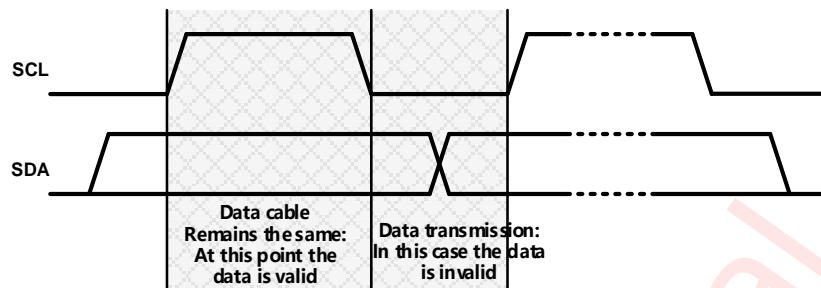 SCL
SDA
Data cable
Remains the same:
At this point the
data is valid
Data transmission:
In this case the data
is invalid